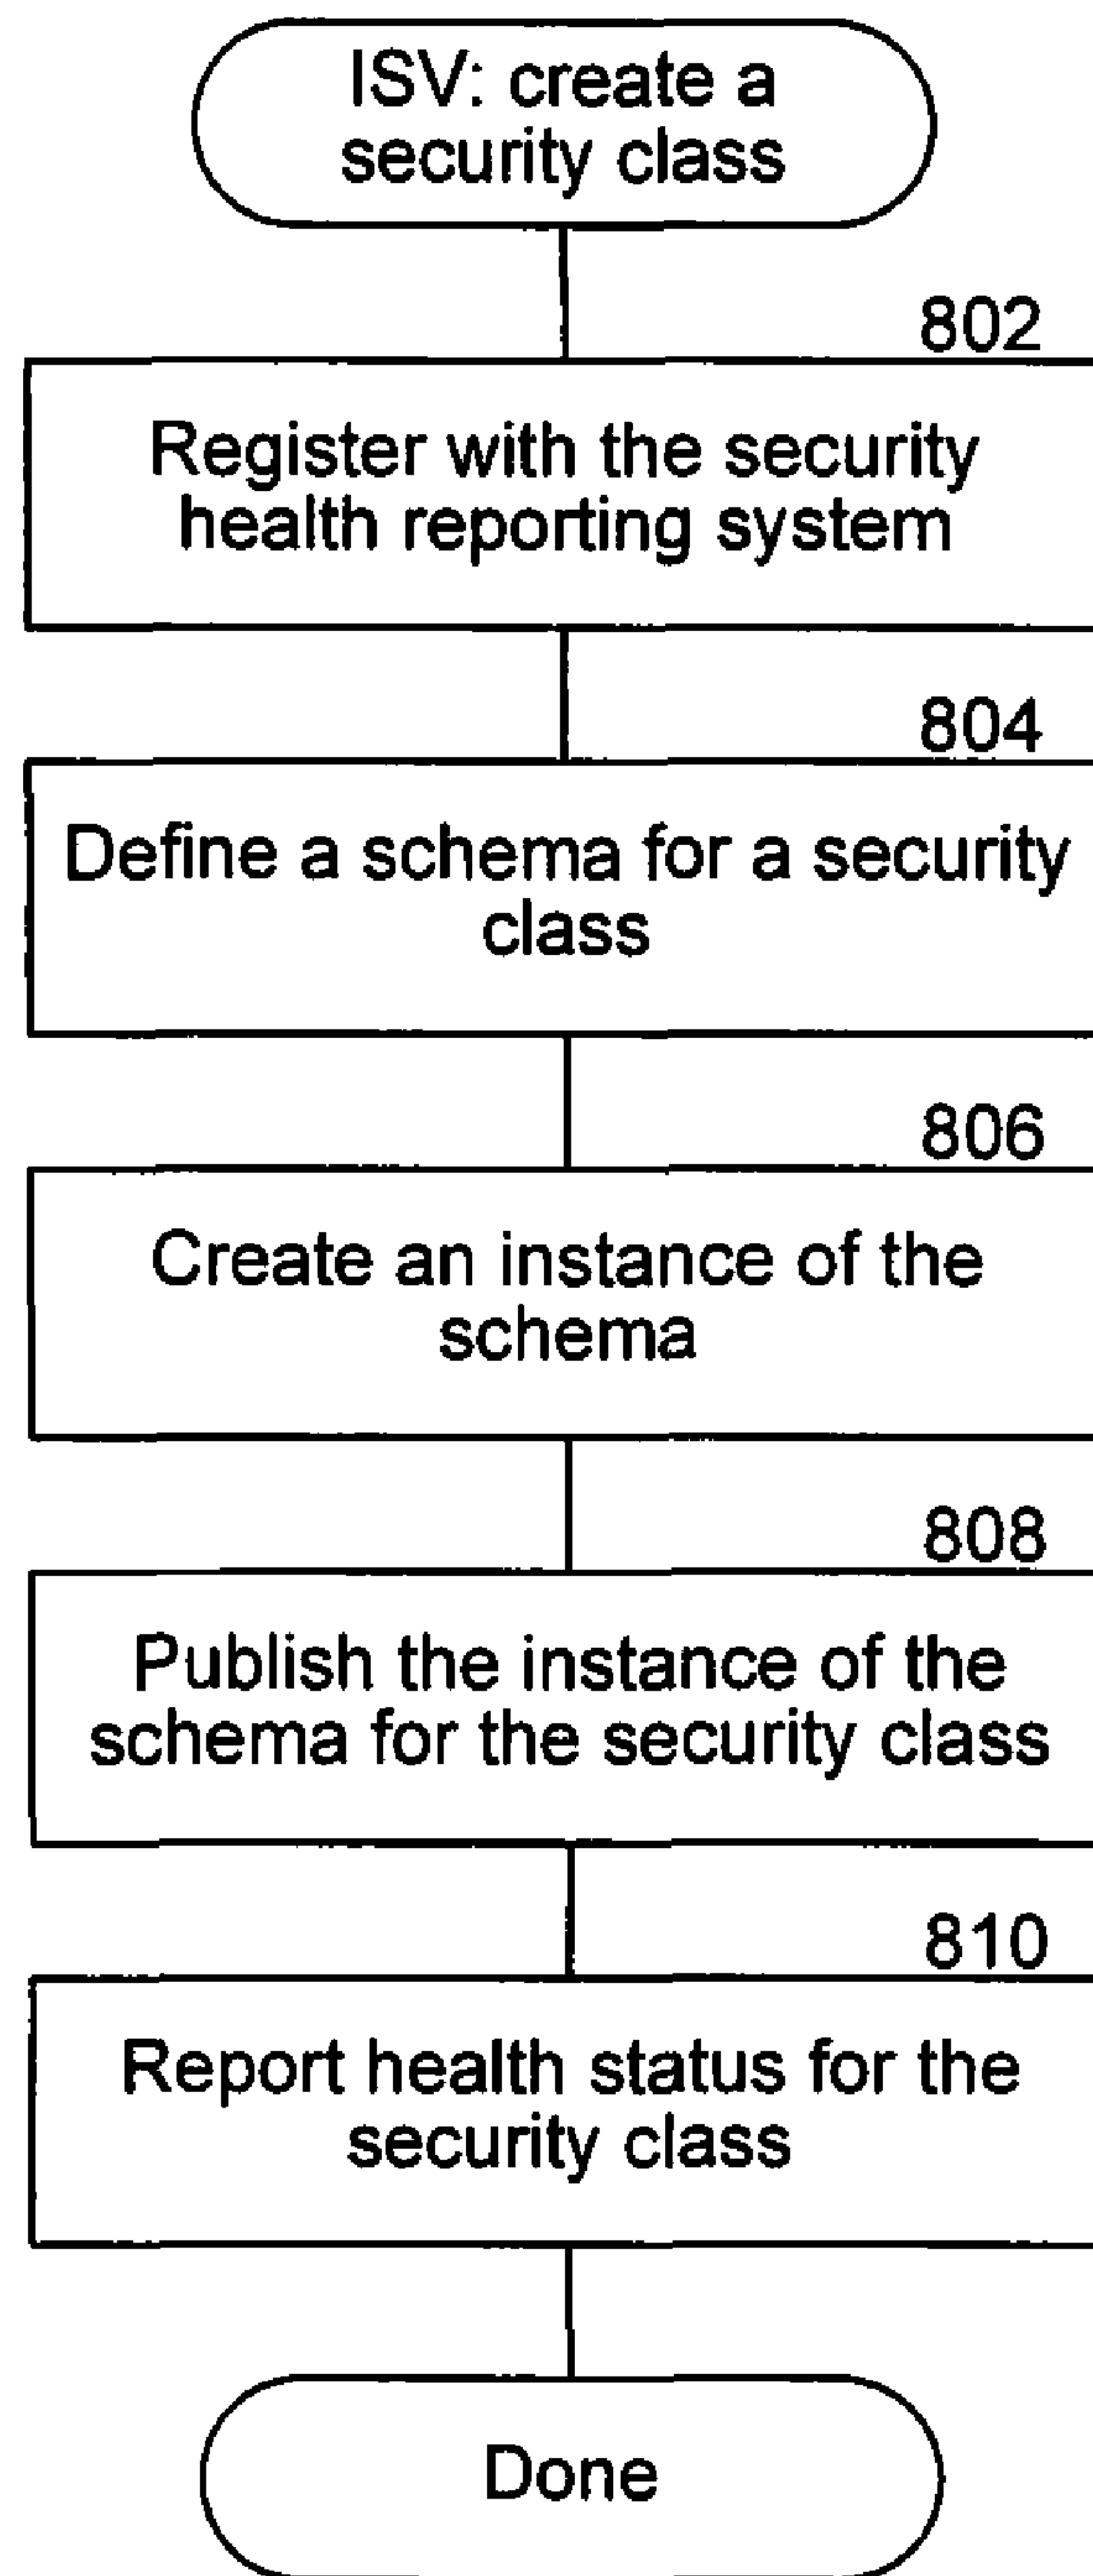 ISV: create a
security class
802
Register with the security
health reporting system
804
Define a schema for a security
class
806
Create an instance of the
schema
808
Publish the instance of the
schema for the security class
810
Report health status for the
security class
Done